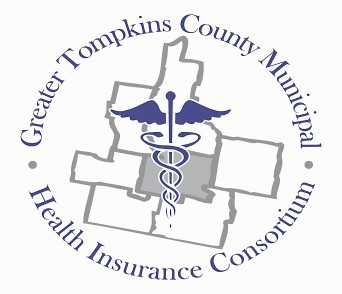 Greater Tompkins County Municipal
Health Insurance Consortium